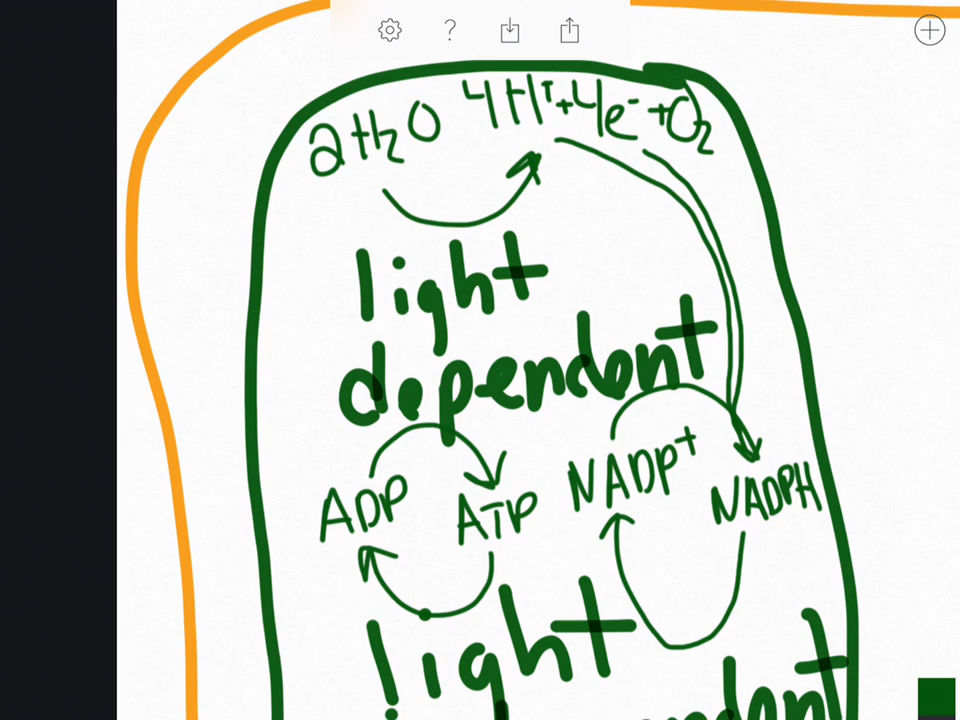 2H₂O 4H⁺+4e⁻+O₂
light
dependent
ADP ATP NADP⁺ NADPH
light